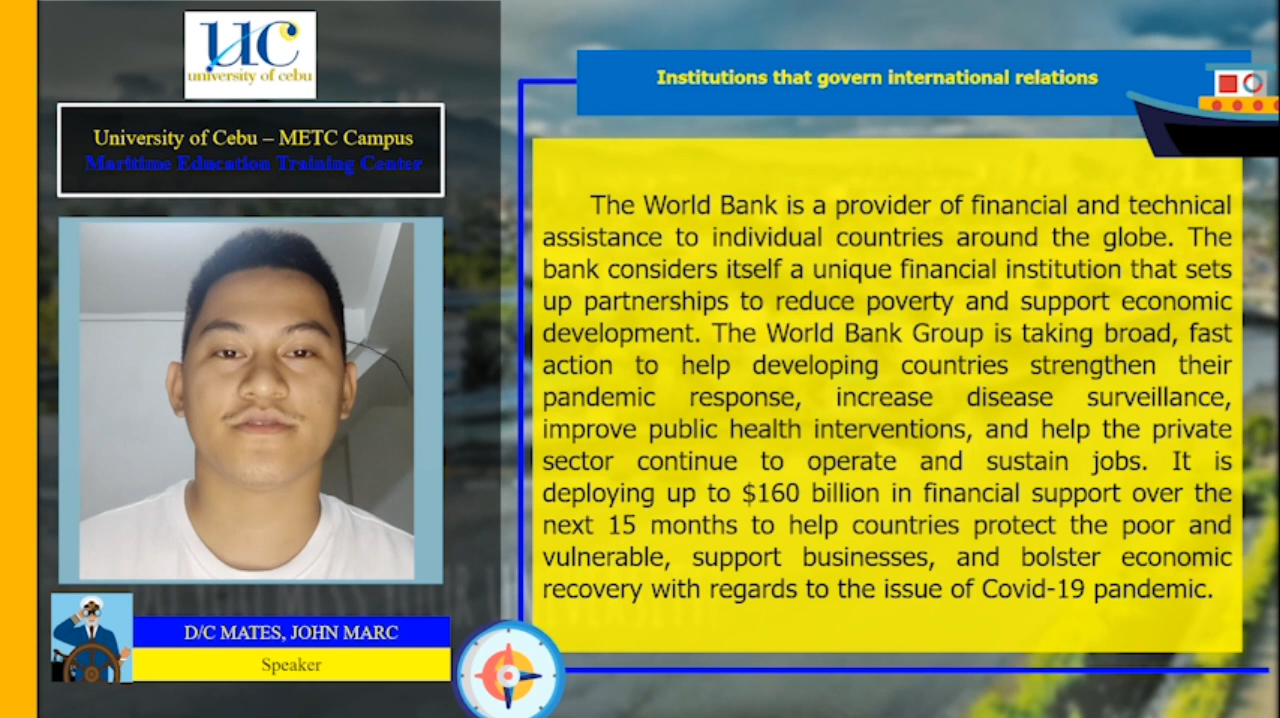 UC
university of cebu
University of Cebu – METC Campus
Maritime Education Training Center
D/C MATES, JOHN MARC
Speaker
Institutions that govern international relations
The World Bank is a provider of financial and technical
assistance to individual countries around the globe. The
bank considers itself a unique financial institution that sets
up partnerships to reduce poverty and support economic
development. The World Bank Group is taking broad, fast
action to help developing countries strengthen their
pandemic response, increase disease surveillance,
improve public health interventions, and help the private
sector continue to operate and sustain jobs. It is
deploying up to $160 billion in financial support over the
next 15 months to help countries protect the poor and
vulnerable, support businesses, and bolster economic
recovery with regards to the issue of Covid-19 pandemic.